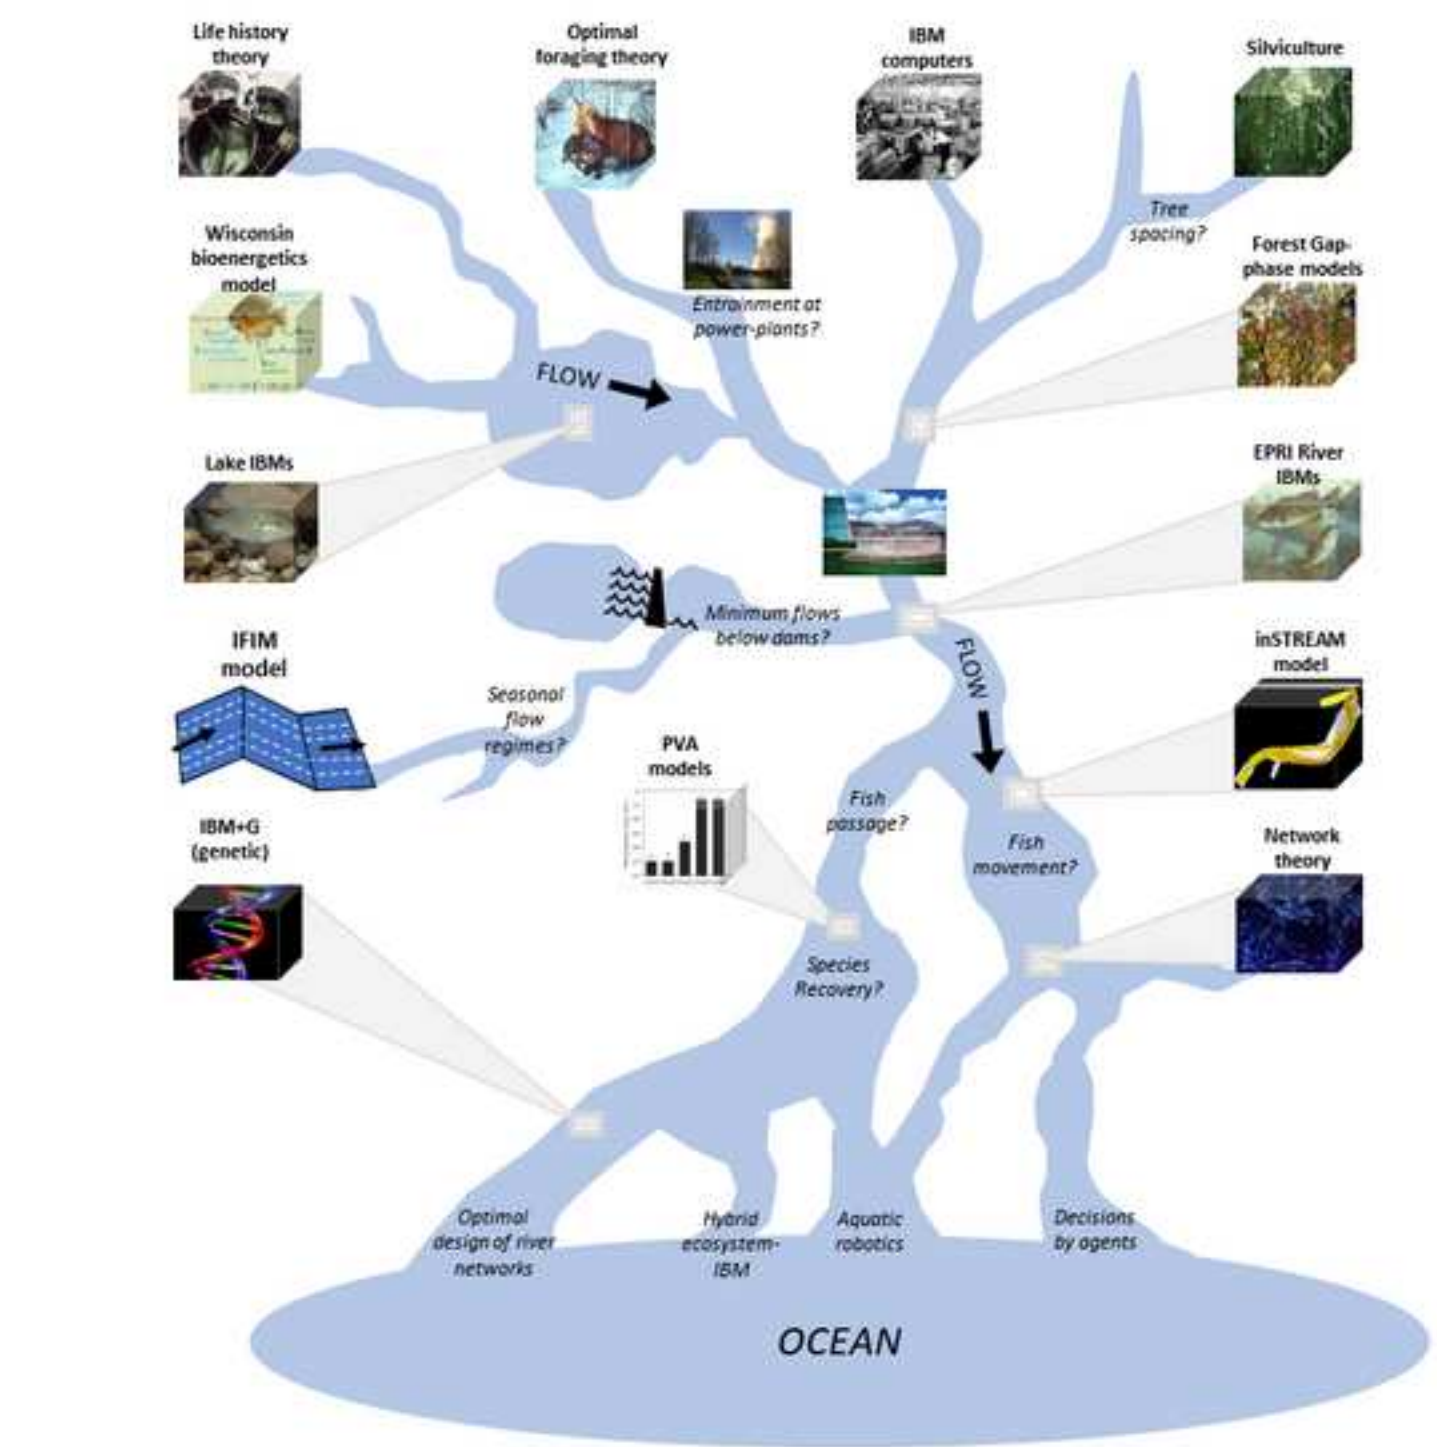 Life history
theory
Optimal
foraging theory
IBM
computers
Silviculture
Tree
spacing?
Wisconsin
bioenergetics
model
Entrainment at
power-plants?
Forest Gap-
phase models
FLOW
Lake IBMs
EPRI River
IBMs
Minimum flows
below dams?
IFIM
model
FLOW
inSTREAM
model
Seasonal
flow
regimes?
PVA
models
Fish
passage?
Fish
movement?
IBM+G
(genetic)
Network
theory
Species
Recovery?
Optimal
design of river
networks
Hybrid
ecosystem-
IBM
Aquatic
robotics
Decisions
by agents
OCEAN